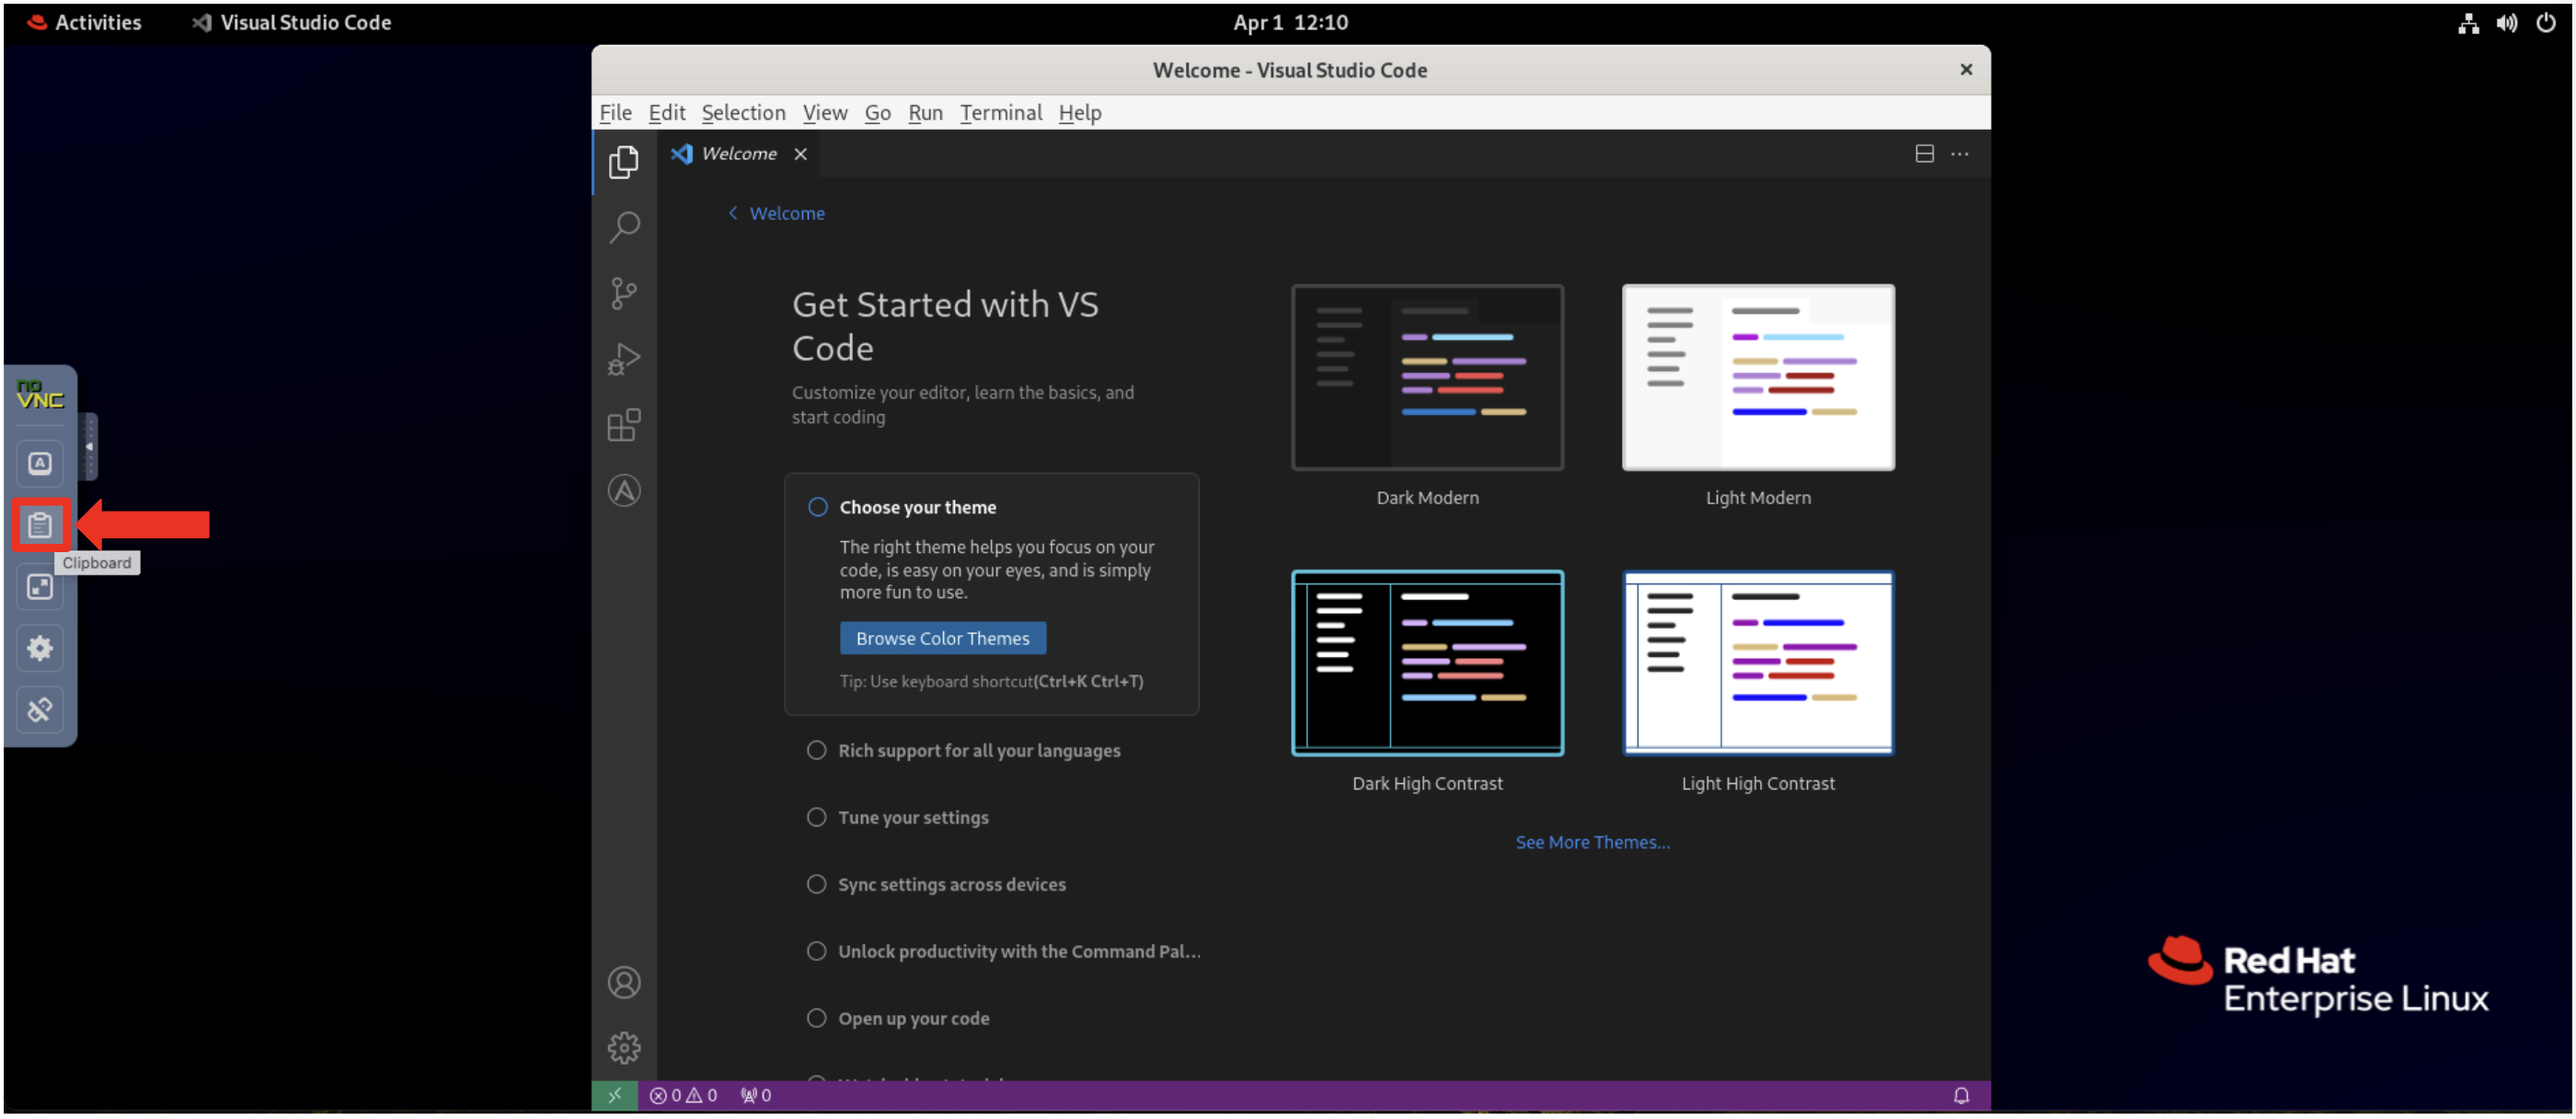 Activities
Visual Studio Code
Apr 1 12:10
Welcome - Visual Studio Code
File Edit Selection View Go Run Terminal Help
Welcome
Welcome
Get Started with VS
Code
Customize your editor, learn the basics, and
start coding
Choose your theme
The right theme helps you focus on your
code, is easy on your eyes, and is simply
more fun to use.
Browse Color Themes
Tip: Use keyboard shortcut(Ctrl+K Ctrl+T)
Rich support for all your languages
Tune your settings
Sync settings across devices
Unlock productivity with the Command Pal...
Open up your code
Dark Modern
Light Modern
Dark High Contrast
Light High Contrast
See More Themes...
no
VNC
A
Clipboard
Red Hat
Enterprise Linux
0 0 0